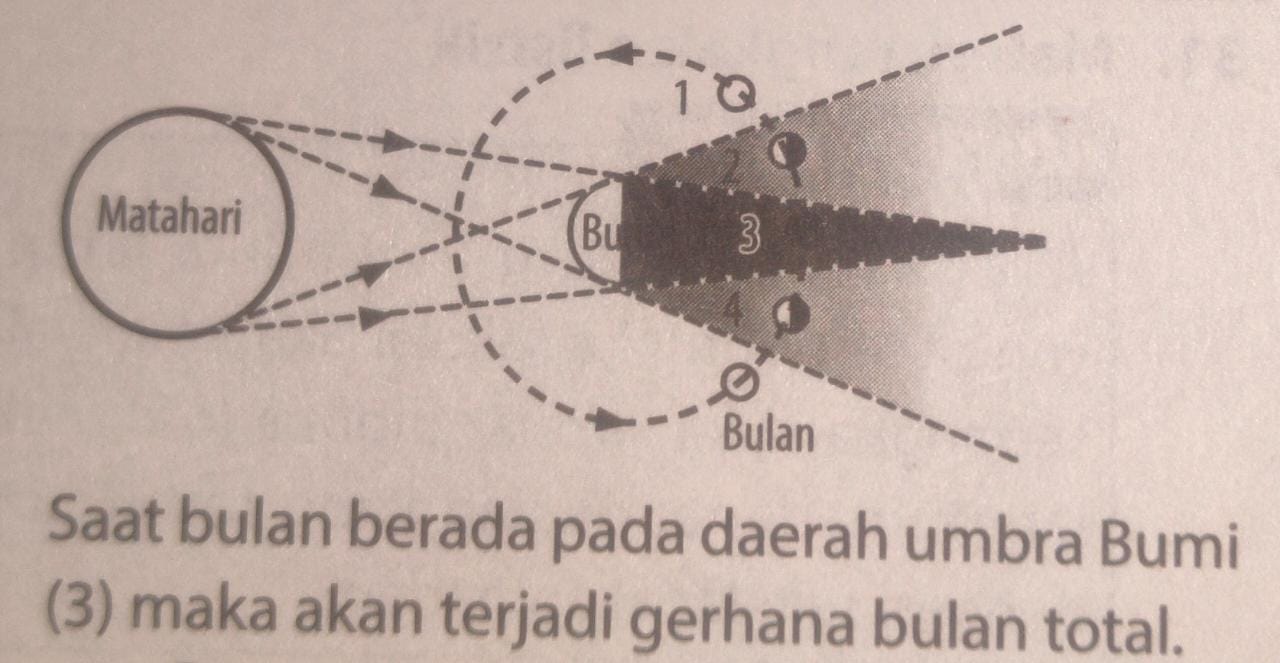 1
2
Matahari
Bu
3
4
Bulan
Saat bulan berada pada daerah umbra Bumi
(3) maka akan terjadi gerhana bulan total.